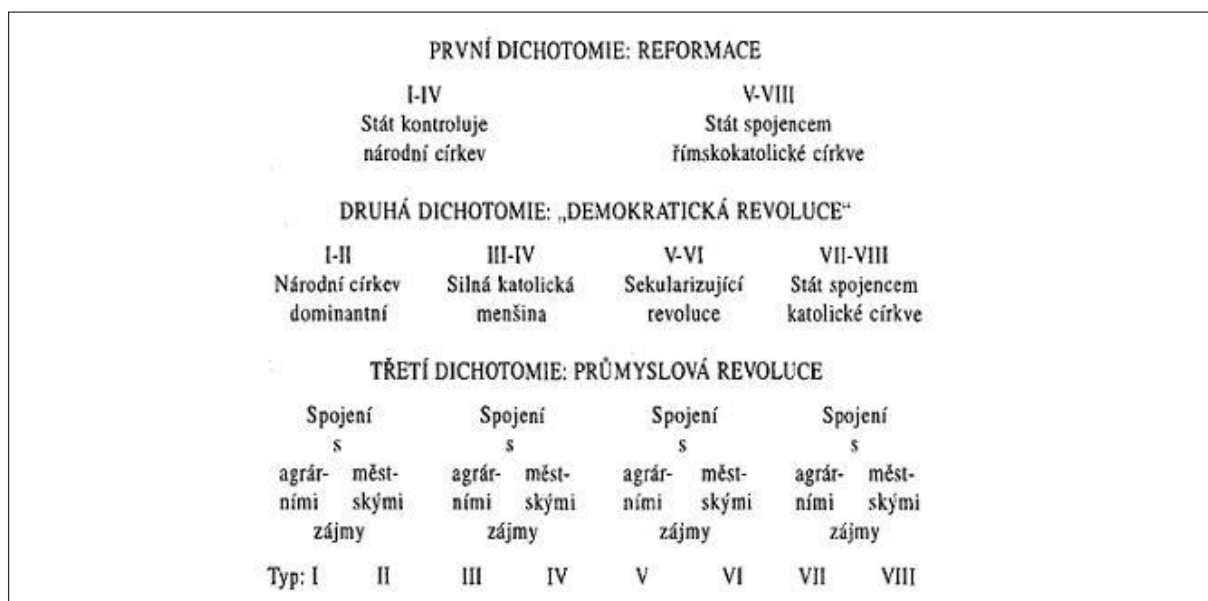 PRVNÍ DICHOTOMIE: REFORMACE
I-IV V-VIII
Stát kontroluje Stát spojencem
národní církev římskokatolické církve
DRUHÁ DICHOTOMIE: „DEMOKRATICKÁ REVOLUCE“
I-II III-IV V-VI VII-VIII
Národní církev Silná katolická Sekularizující Stát spojencem
dominantní menšina revoluce katolické církve
TŘETÍ DICHOTOMIE: PRŮMYSLOVÁ REVOLUCE
Spojení Spojení Spojení Spojení
s s s s
agrár- měst- agrár- měst- agrár- měst- agrár- měst-
ními skými ními skými ními skými ními skými
zájmy zájmy zájmy zájmy
Typ: I II III IV V VI VII VIII